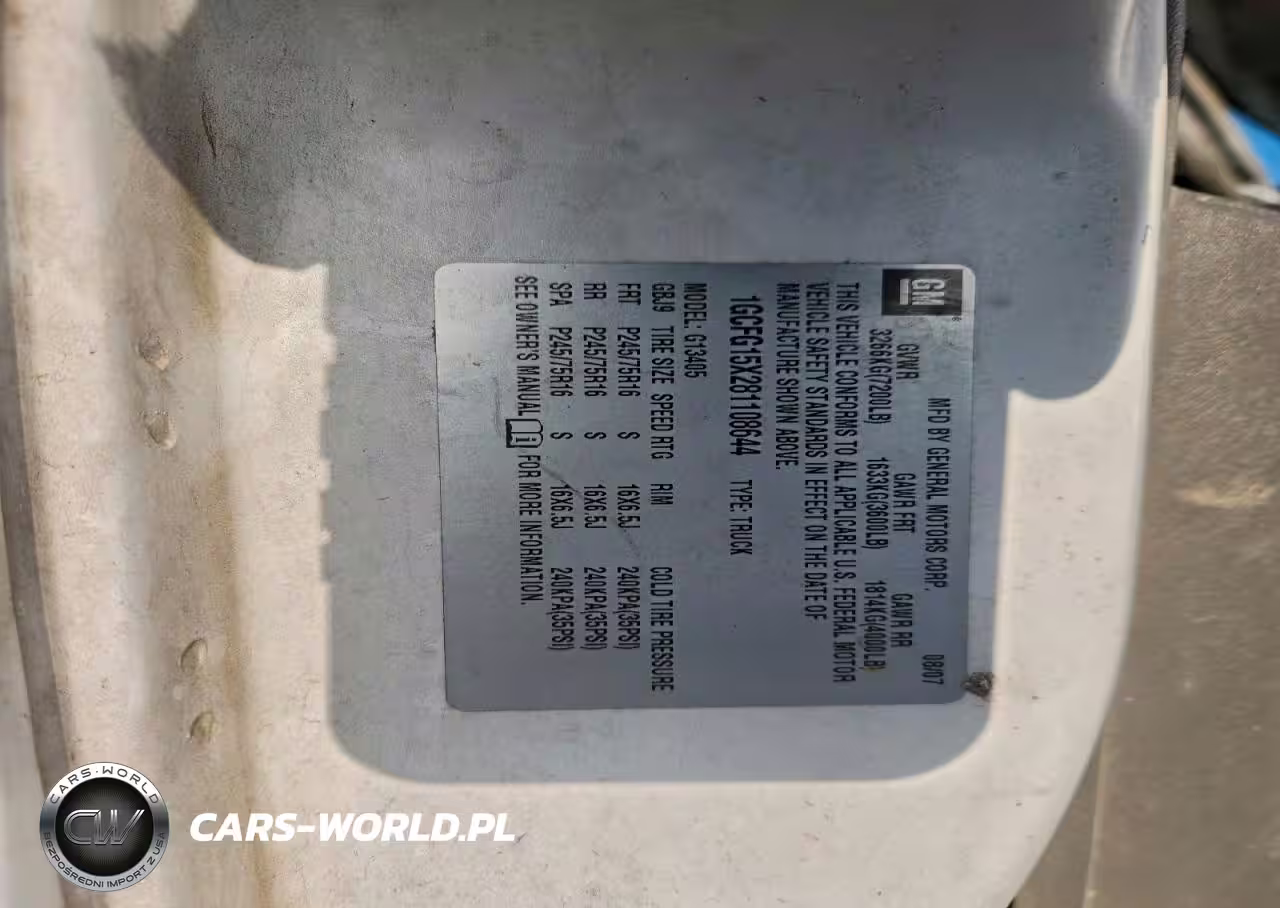 GM
MFD BY GENERAL MOTORS CORP. 08/07
GVWR GAWR FRT GAWR RR
3266KG(7200LB) 1633KG(3600LB) 1814KG(4000LB)
THIS VEHICLE CONFORMS TO ALL APPLICABLE U.S. FEDERAL MOTOR
VEHICLE SAFETY STANDARDS IN EFFECT ON THE DATE OF
MANUFACTURE SHOWN ABOVE.
1GCFG15X281108644 TYPE: TRUCK
MODEL: G13405
GBJ9 TIRE SIZE SPEED RTG RIM COLD TIRE PRESSURE
FRT P245/75R16 S 16X6.5J 240KPA(35PSI)
RR P245/75R16 S 16X6.5J 240KPA(35PSI)
SPA P245/75R16 S 16X6.5J 240KPA(35PSI)
SEE OWNER'S MANUAL FOR MORE INFORMATION.
CARS-WORLD
CW
BEZPOŚREDNI IMPORT Z USA
CARS-WORLD.PL